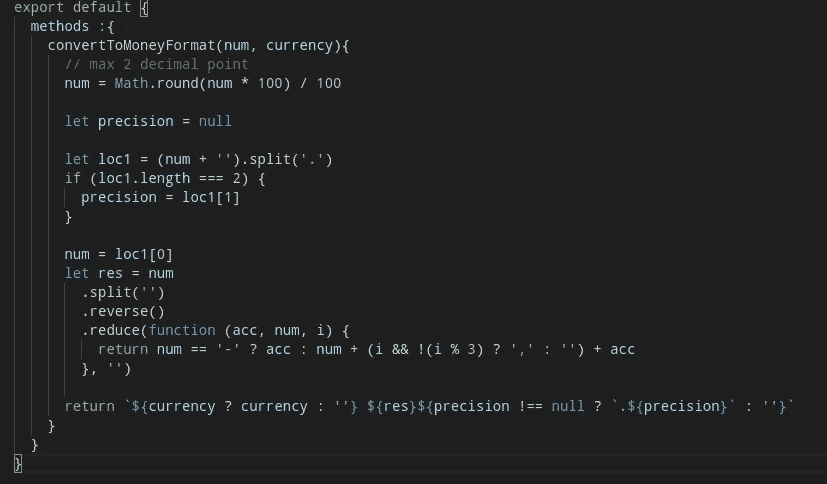 export default {
methods :{
convertToMoneyFormat(num, currency){
// max 2 decimal point
num = Math.round(num * 100) / 100
let precision = null
let loc1 = (num + '').split('.')
if (loc1.length === 2) {
precision = loc1[1]
}
num = loc1[0]
let res = num
.split('')
.reverse()
.reduce(function (acc, num, i) {
return num == '-' ? acc : num + (i && !(i % 3) ? ',' : '') + acc
}, '')
return `${currency ? currency : ''} ${res}${precision !== null ? `.${precision}` : ''}`
}
}
}